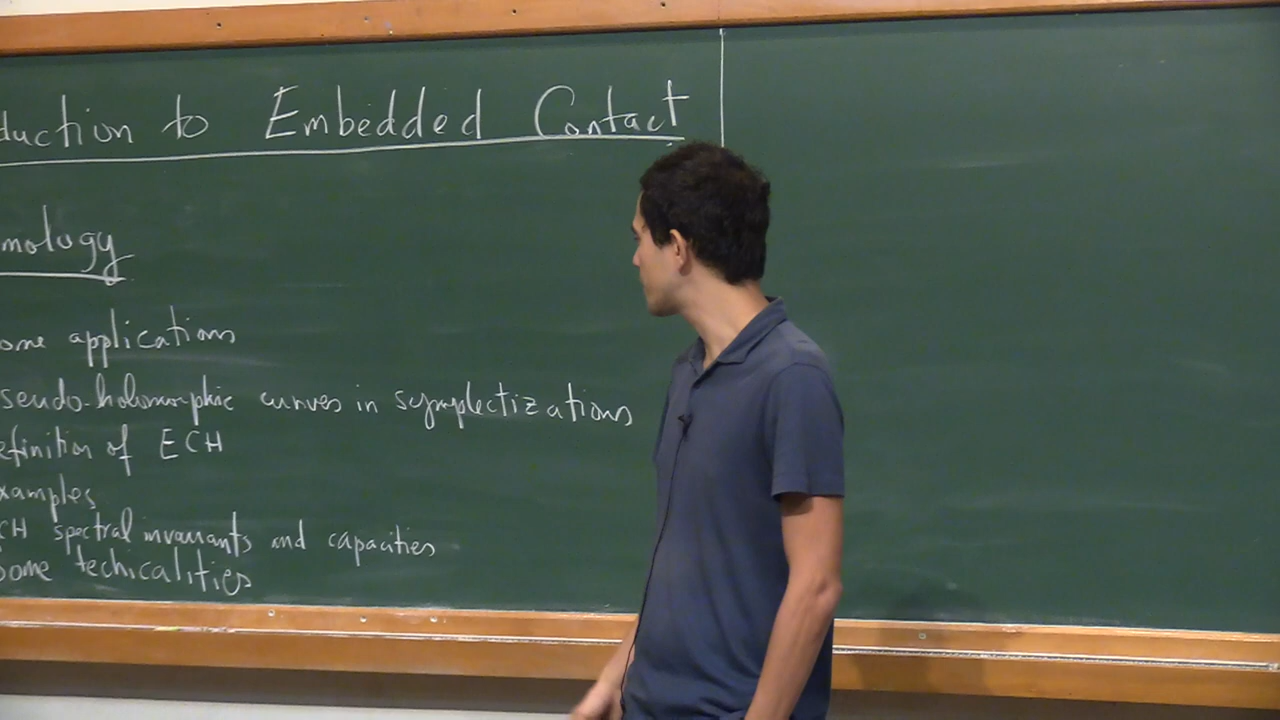 duction to Embedded Contact
mology
ome applications
seudo-holomorphic curves in symplectizations
efinition of ECH
xamples
CH spectral invariants and capacities
Some techicalities